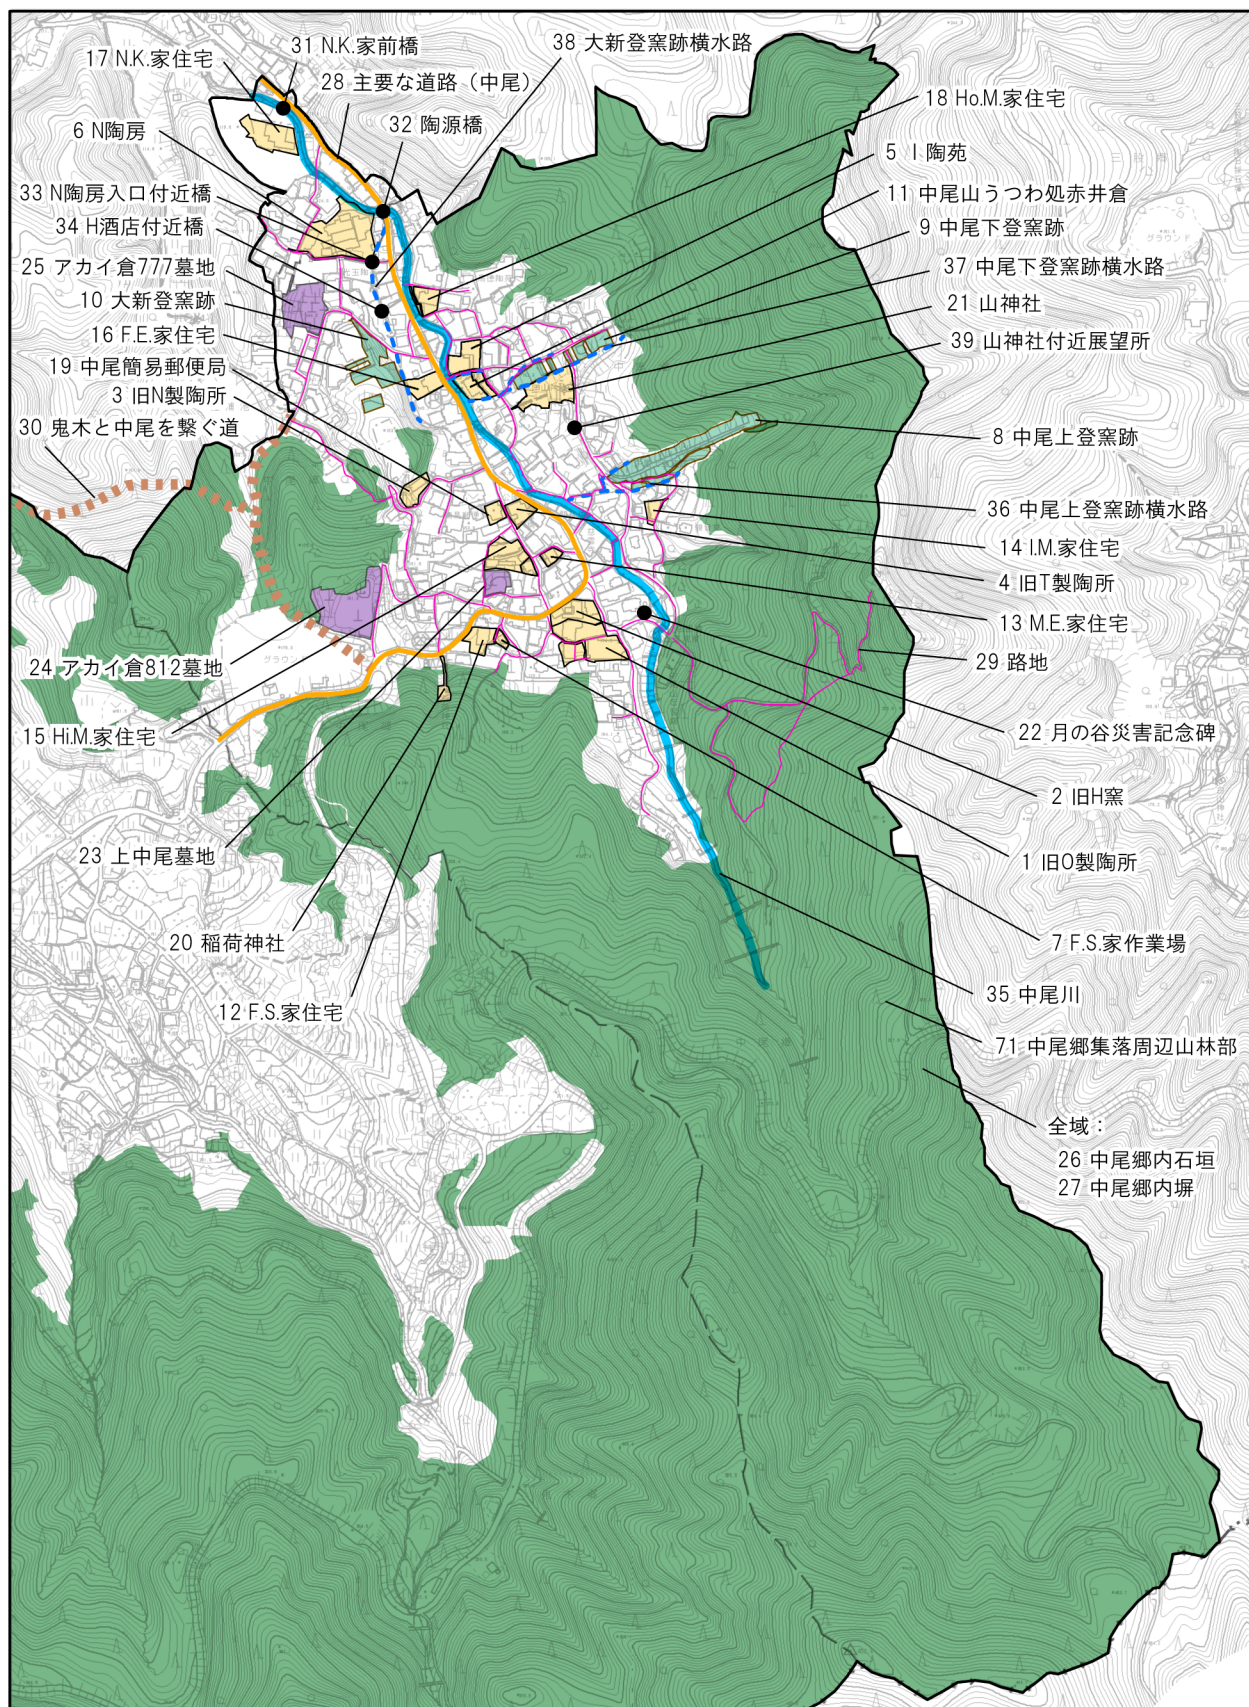 31 N.K.家前橋
38 大新登窯跡横水路
17 N.K.家住宅
28 主要な道路（中尾）
18 Ho.M.家住宅
6 N陶房
32 陶源橋
5 I 陶苑
33 N陶房入口付近橋
11 中尾山うつわ処赤井倉
34 H酒店付近橋
9 中尾下登窯跡
25 アカイ倉777墓地
37 中尾下登窯跡横水路
10 大新登窯跡
21 山神社
16 F.E.家住宅
39 山神社付近展望所
19 中尾簡易郵便局
3 旧N製陶所
30 鬼木と中尾を繋ぐ道
8 中尾上登窯跡
36 中尾上登窯跡横水路
14 I.M.家住宅
4 旧T製陶所
13 M.E.家住宅
グラウンド
グラウンド
24 アカイ倉812墓地
29 路地
15 Hi.M.家住宅
22 月の谷災害記念碑
2 旧H窯
23 上中尾墓地
1 旧O製陶所
20 稲荷神社
7 F.S.家作業場
12 F.S.家住宅
35 中尾川
中尾郷
71 中尾郷集落周辺山林部
全域：
26 中尾郷内石垣
27 中尾郷内塀